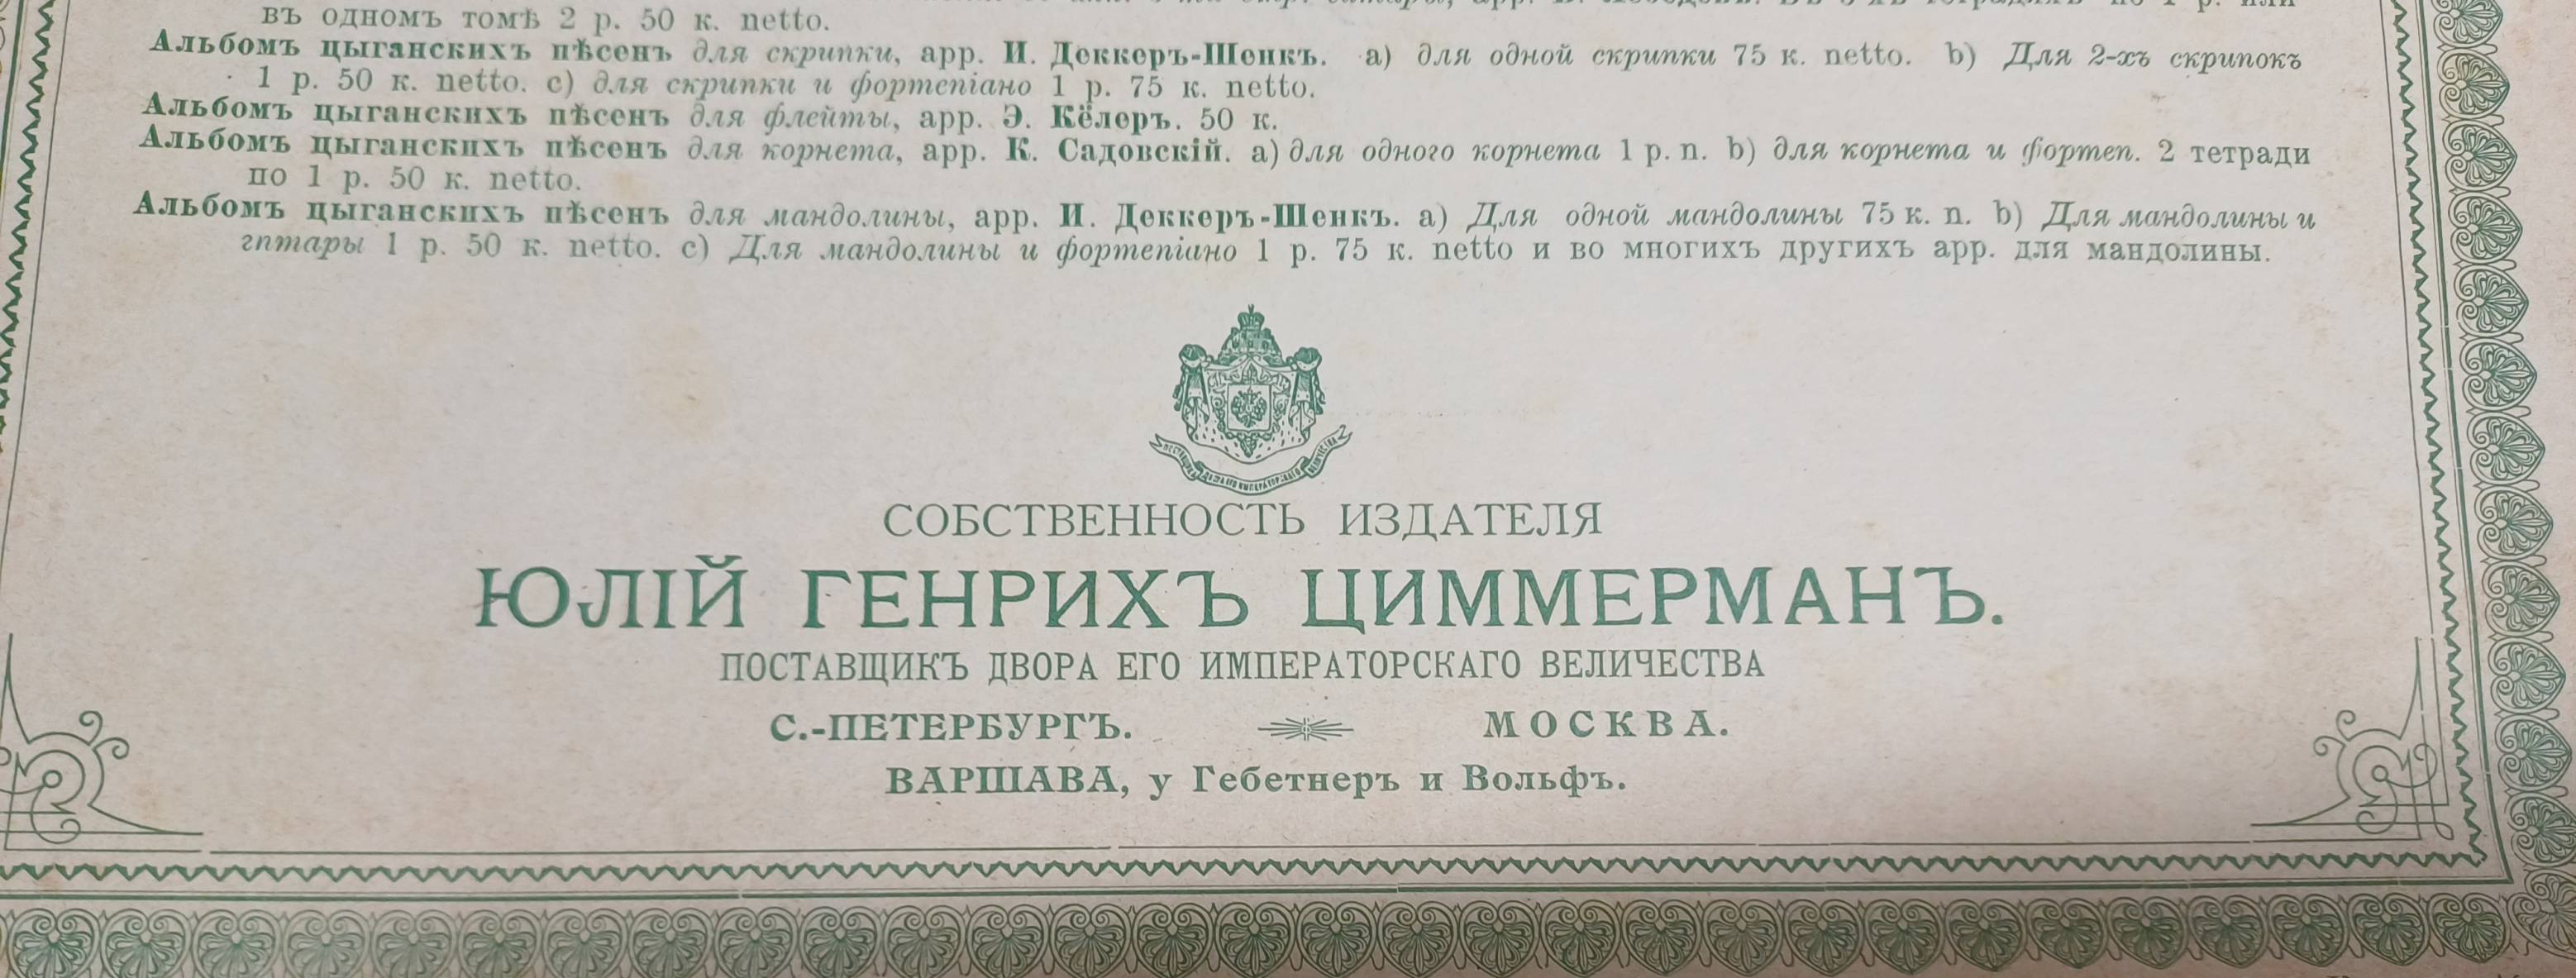 въ одномъ томѣ 2 р. 50 к. netto.
Альбомъ цыганскихъ пѣсенъ для скрипки, арр. И. Деккеръ-Шенкъ. a) для одной скрипки 75 к. netto. b) Для 2-хъ скрипокъ
1 р. 50 к. netto. c) для скрипки и фортепіано 1 р. 75 к. netto.
Альбомъ цыганскихъ пѣсенъ для флейты, арр. Э. Кёлеръ. 50 к.
Альбомъ цыганскихъ пѣсенъ для корнета, арр. К. Садовскій. a) для одного корнета 1 р. n. b) для корнета и фортеп. 2 тетради
по 1 р. 50 к. netto.
Альбомъ цыганскихъ пѣсенъ для мандолины, арр. И. Деккеръ-Шенкъ. a) Для одной мандолины 75 к. n. b) Для мандолины и
гитары 1 р. 50 к. netto. c) Для мандолины и фортепіано 1 р. 75 к. netto и во многихъ другихъ арр. для мандолины.
ПОСТАВЩИКЪ ДВОРА ЕГО ИМПЕРАТОРСКАГО ВЕЛИЧЕСТВА
СОБСТВЕННОСТЬ ИЗДАТЕЛЯ
ЮЛІЙ ГЕНРИХЪ ЦИММЕРМАНЪ.
ПОСТАВЩИКЪ ДВОРА ЕГО ИМПЕРАТОРСКАГО ВЕЛИЧЕСТВА
С.-ПЕТЕРБУРГЪ. МОСКВА.
ВАРШАВА, у Гебетнеръ и Вольфъ.